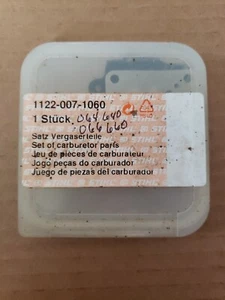 1122-007-1060
1 Stück
064 640
066 660
Satz Vergaserteile
Set of carburetor parts
Jeu de pièces de carburateur
Jogo peças do carburador
Juego de piezas del carburador